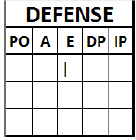 DEFENSE
PO A E DP IP